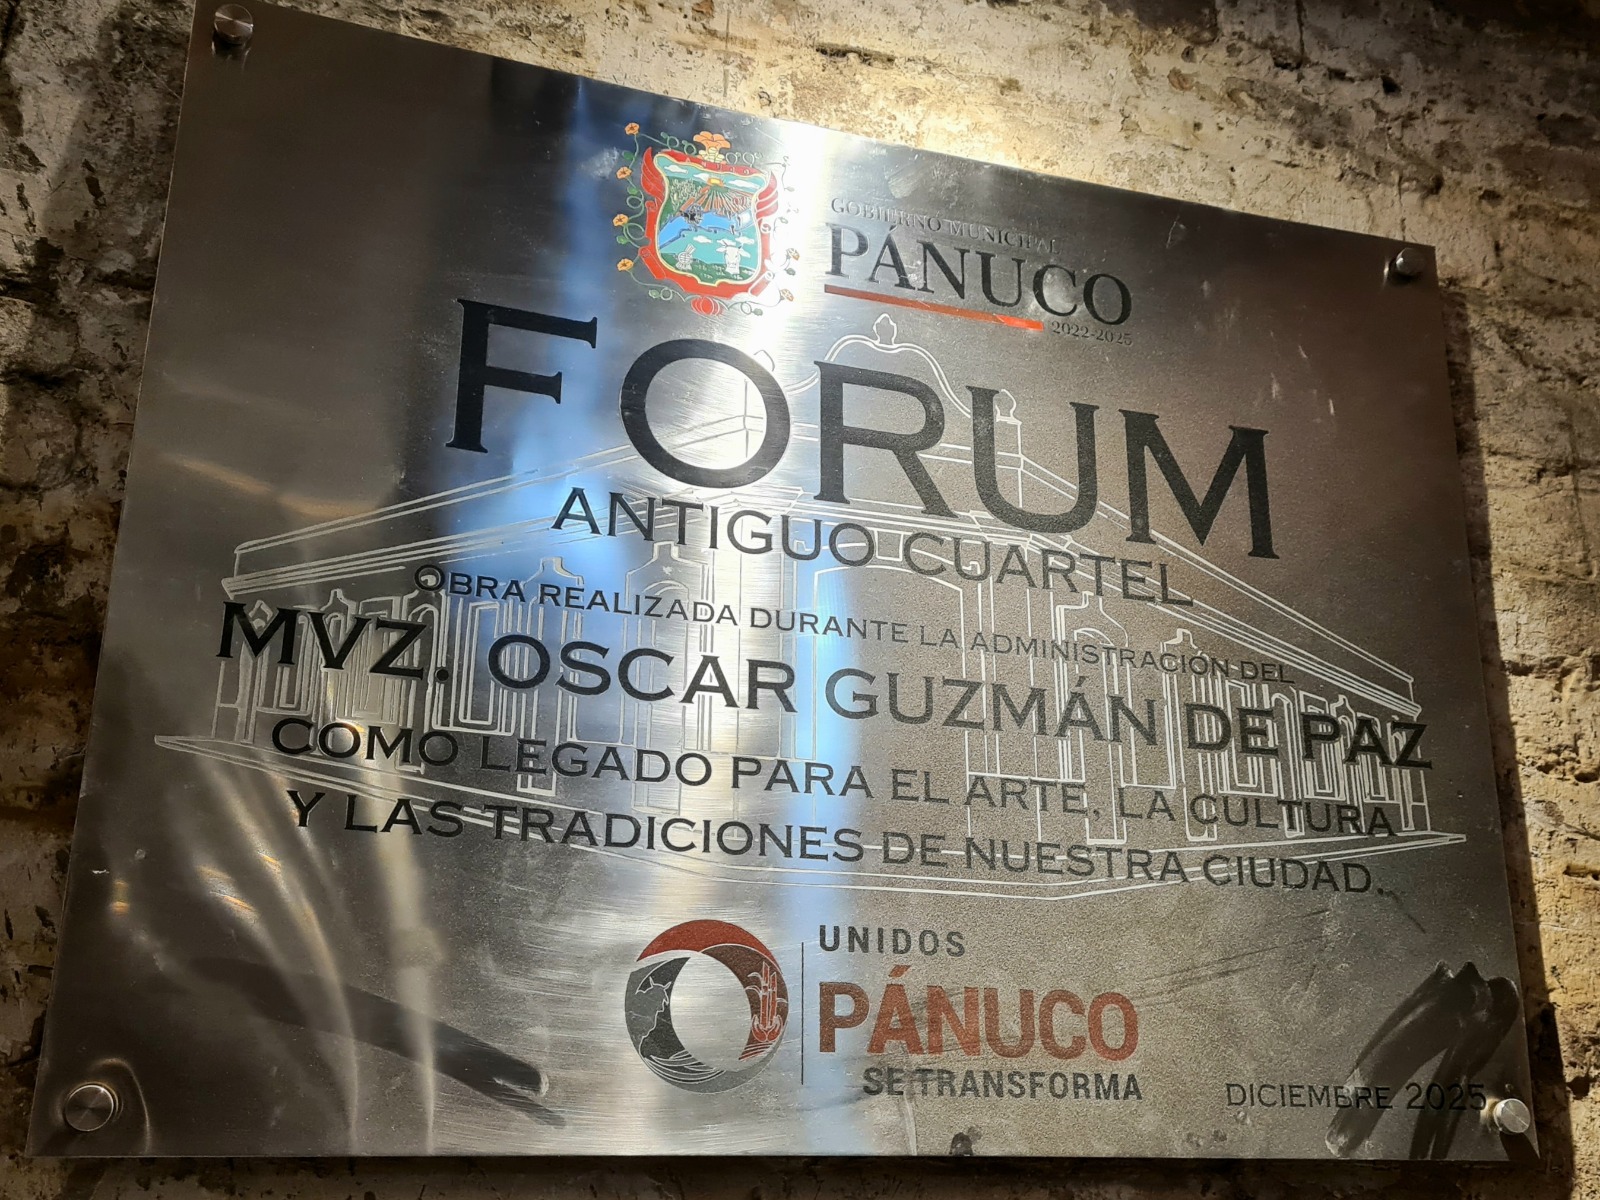 GOBIERNO MUNICIPAL
PÁNUCO
2022-2025
FORUM
ANTIGUO CUARTEL
OBRA REALIZADA DURANTE LA ADMINISTRACIÓN DEL
MVZ. OSCAR GUZMÁN DE PAZ
COMO LEGADO PARA EL ARTE, LA CULTURA
Y LAS TRADICIONES DE NUESTRA CIUDAD.
UNIDOS
PÁNUCO
SE TRANSFORMA
DICIEMBRE 2025